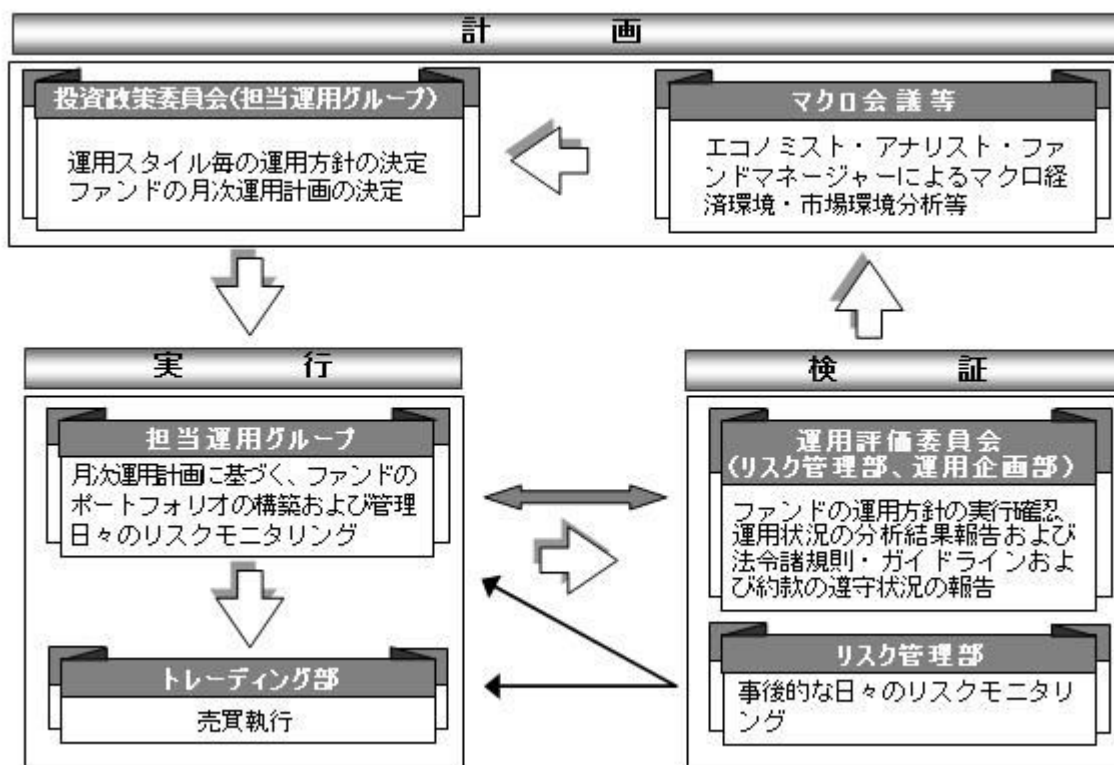 計画
投資政策委員会(担当運用グループ)
運用スタイル毎の運用方針の決定
ファンドの月次運用計画の決定
マクロ会議等
エコノミスト・アナリスト・ファ
ンドマネージャーによるマクロ経
済環境・市場環境分析等
実行
担当運用グループ
月次運用計画に基づく、ファンドの
ポートフォリオの構築および管理
日々のリスクモニタリング
トレーディング部
売買執行
検証
運用評価委員会
(リスク管理部、運用企画部)
ファンドの運用方針の実行確認、
運用状況の分析結果報告および
法令諸規則・ガイドラインおよ
び約款の遵守状況の報告
リスク管理部
事後的な日々のリスクモニタリ
ング